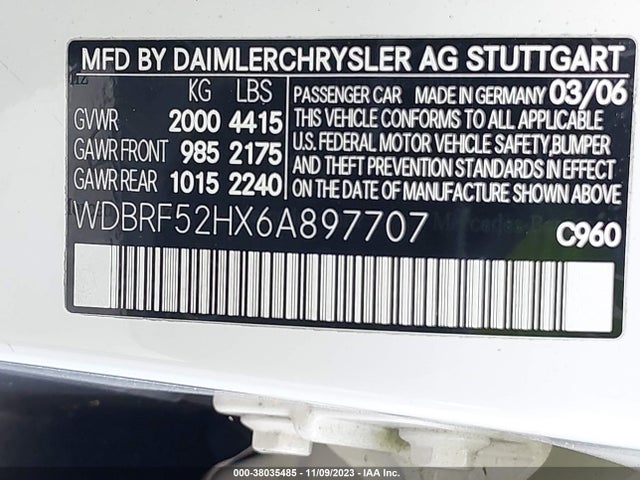 MFD BY DAIMLERCHRYSLER AG STUTTGART
KG LBS
GVWR 2000 4415
GAWR FRONT 985 2175
GAWR REAR 1015 2240
PASSENGER CAR MADE IN GERMANY 03/06
THIS VEHICLE CONFORMS TO ALL APPLICABLE
U.S. FEDERAL MOTOR VEHICLE SAFETY, BUMPER
AND THEFT PREVENTION STANDARDS IN EFFECT
ON THE DATE OF MANUFACTURE SHOWN ABOVE.
WDBRF52HX6A897707
C960
000-38035485 - 11/09/2023 - IAA Inc.